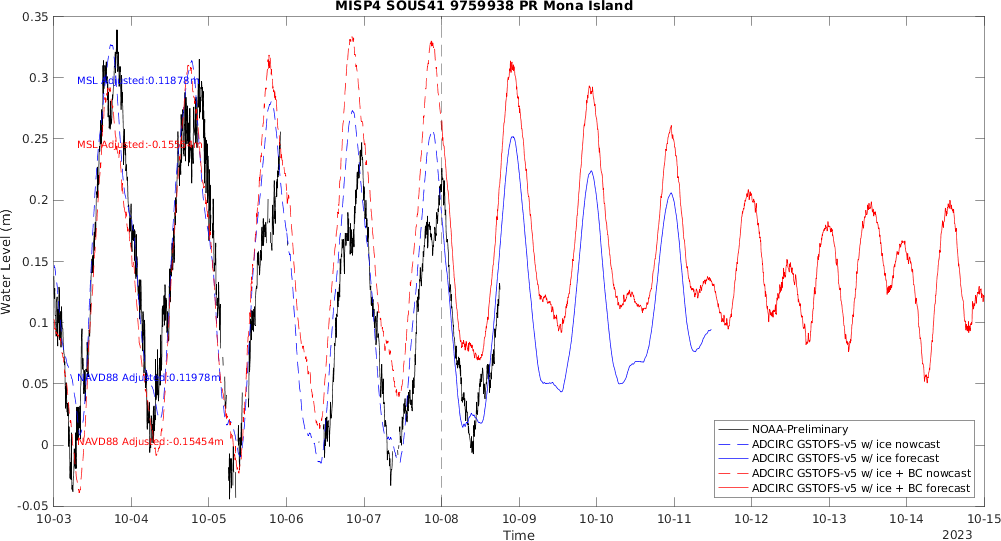 MISP4 SOUS41 9759938 PR Mona Island
0.35
0.3
0.25
0.2
0.15
0.1
0.05
0
-0.05
Water Level (m)
MSL Adjusted:0.11878m
MSL Adjusted:
NAVD88 Adjusted:0.11978m
NAVD88 Adjusted:-0.15454m
NOAA-Preliminary
ADCIRC GSTOFS-v5 w/ ice nowcast
ADCIRC GSTOFS-v5 w/ ice forecast
ADCIRC GSTOFS-v5 w/ ice + BC nowcast
ADCIRC GSTOFS-v5 w/ ice + BC forecast
10-03 10-04 10-05 10-06 10-07 10-08 10-09 10-10 10-11 10-12 10-13 10-14 10-15
Time
2023